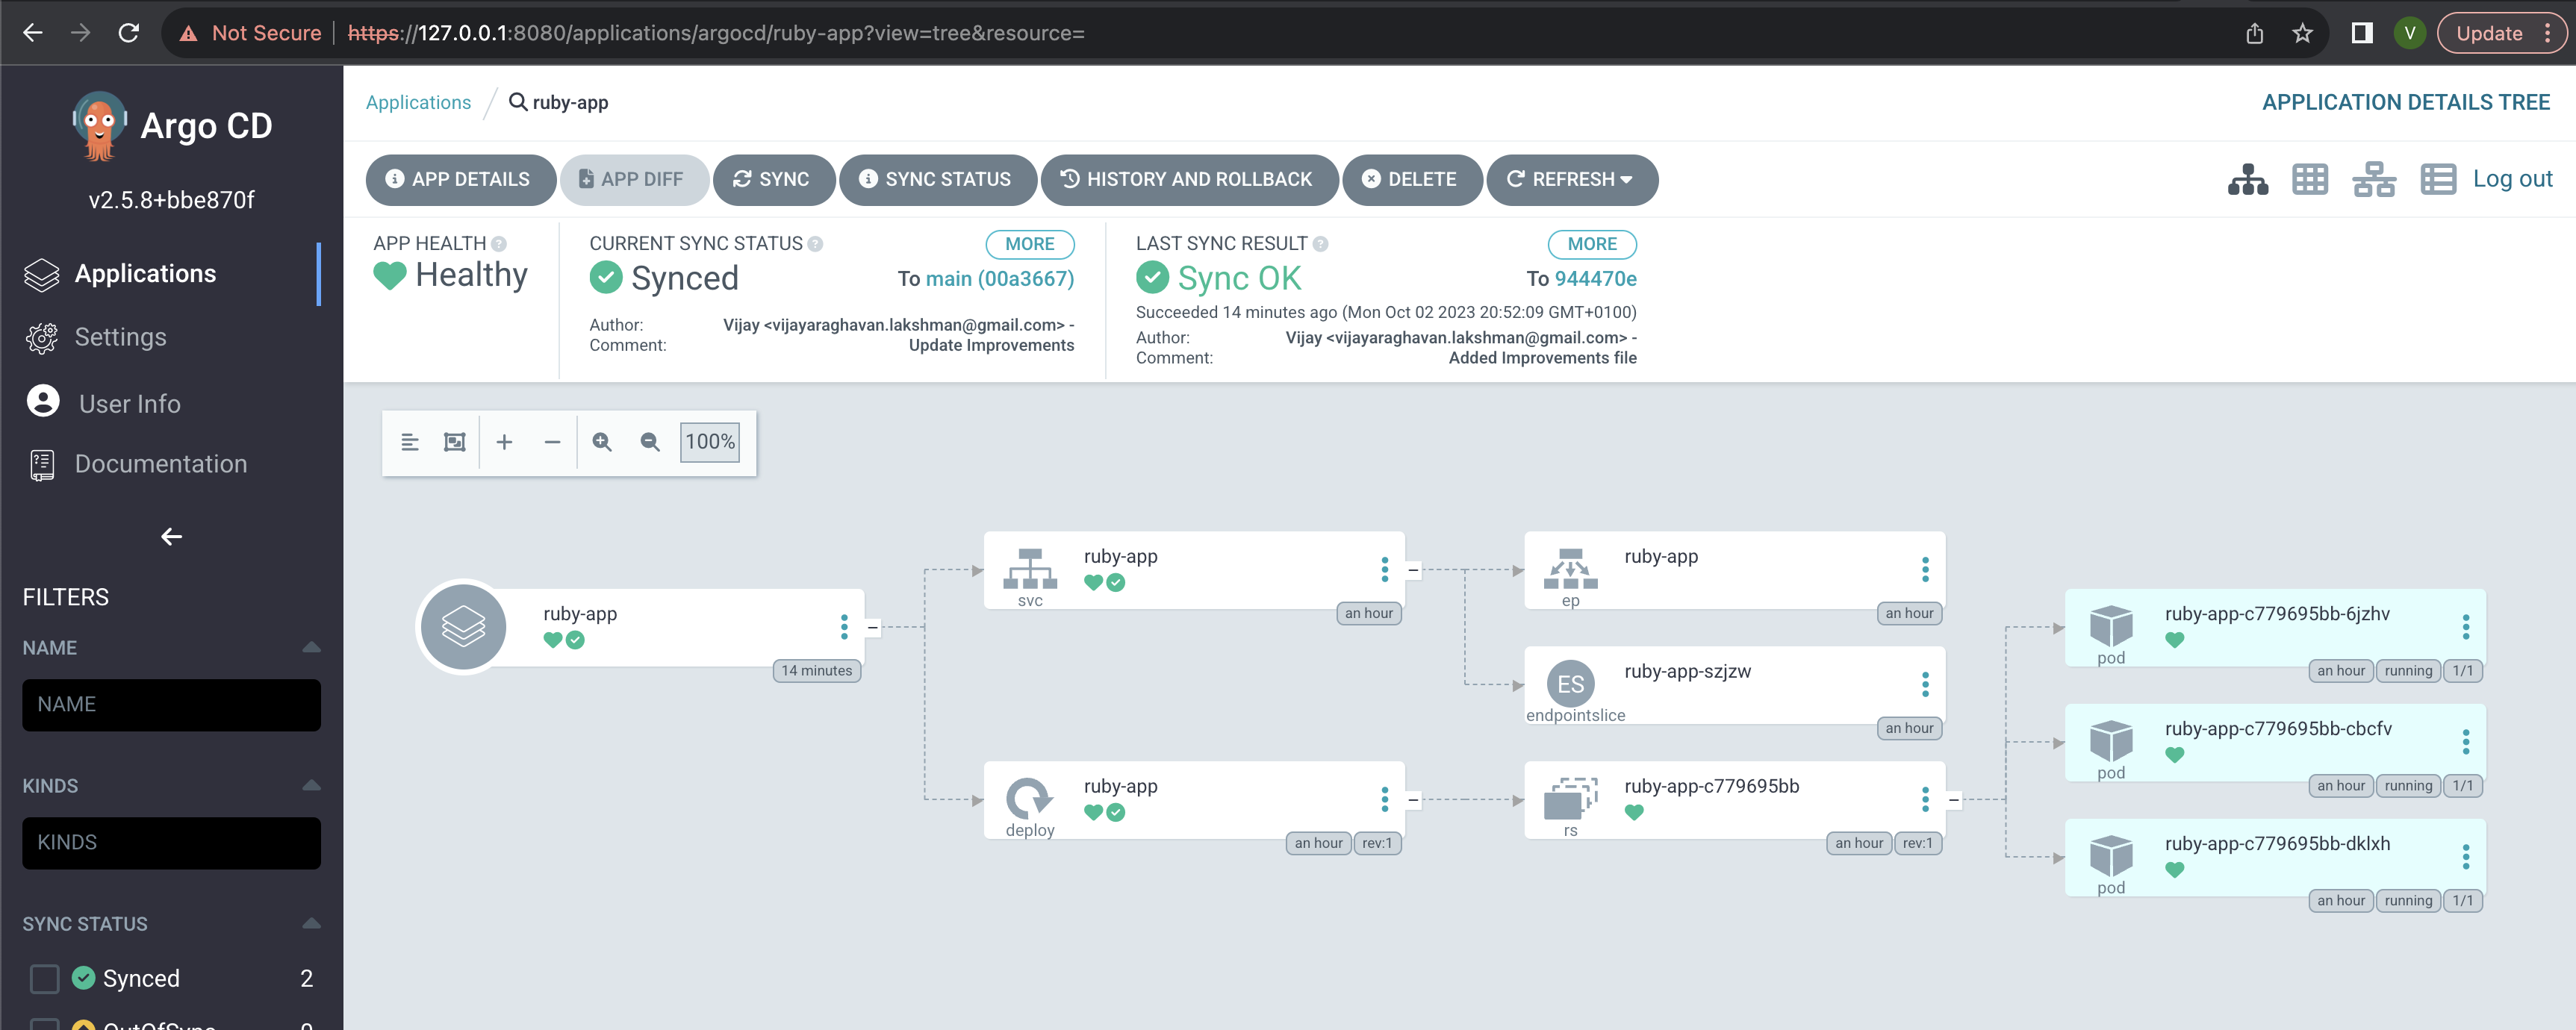 Not Secure
https://127.0.0.1:8080/applications/argocd/ruby-app?view=tree&resource=
V
Update
Argo CD
v2.5.8+bbe870f
Applications
Settings
User Info
Documentation
FILTERS
NAME
NAME
KINDS
KINDS
SYNC STATUS
Synced 2
OutOfSync 0
Applications
ruby-app
APPLICATION DETAILS TREE
APP DETAILS
APP DIFF
SYNC
SYNC STATUS
HISTORY AND ROLLBACK
DELETE
REFRESH
Log out
APP HEALTH ?
Healthy
CURRENT SYNC STATUS ?
MORE
Synced
To main (00a3667)
Author: Vijay <vijayaraghavan.lakshman@gmail.com> -
Comment: Update Improvements
LAST SYNC RESULT ?
MORE
Sync OK
To 944470e
Succeeded 14 minutes ago (Mon Oct 02 2023 20:52:09 GMT+0100)
Author: Vijay <vijayaraghavan.lakshman@gmail.com> -
Comment: Added Improvements file
100%
ruby-app
14 minutes
ruby-app
svc
an hour
ruby-app
deploy
an hour rev:1
ruby-app
ep
an hour
ES
ruby-app-szjzw
endpointslice
an hour
ruby-app-c779695bb
rs
an hour rev:1
ruby-app-c779695bb-6jzhv
pod
an hour running 1/1
ruby-app-c779695bb-cbcfv
pod
an hour running 1/1
ruby-app-c779695bb-dklxh
pod
an hour running 1/1